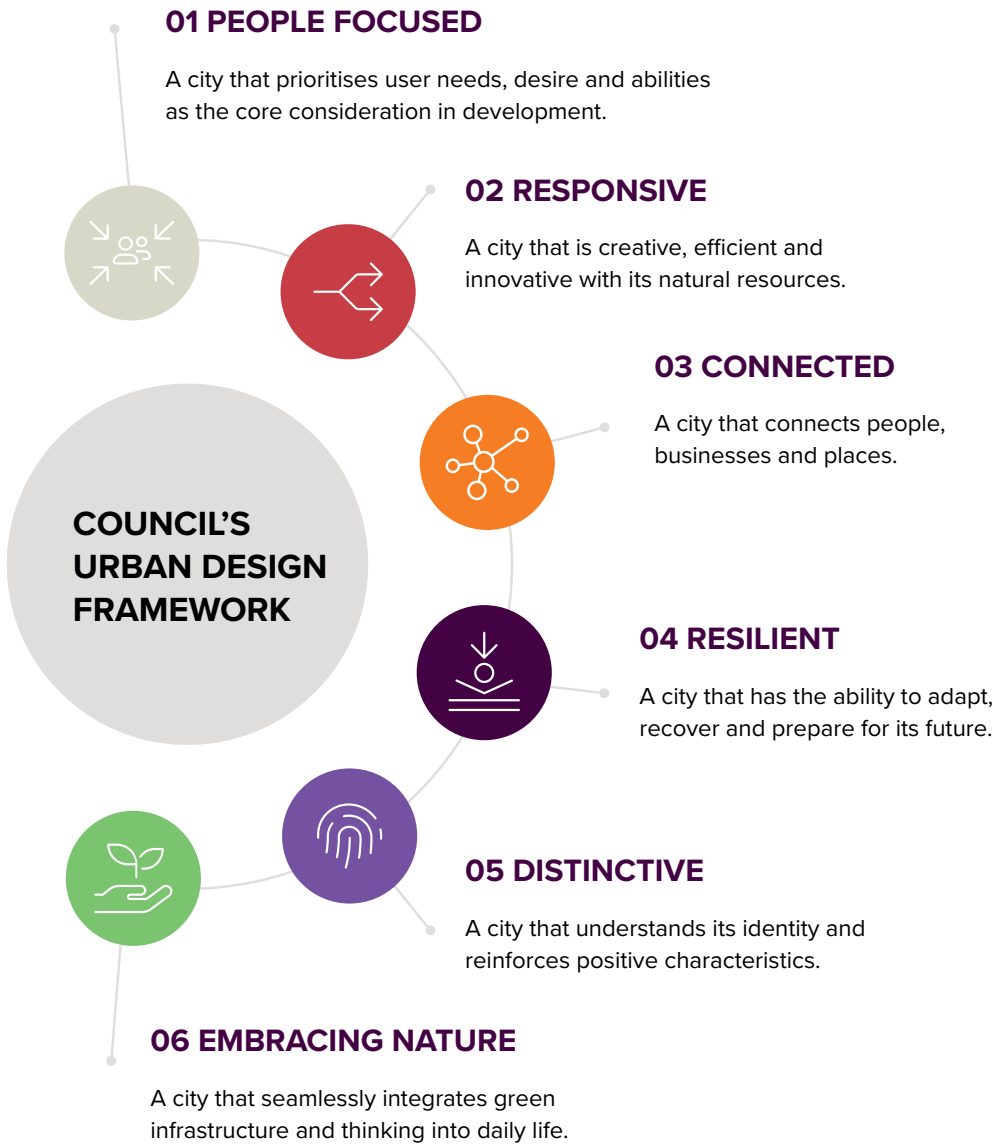 01 PEOPLE FOCUSED
A city that prioritises user needs, desire and abilities
as the core consideration in development.
02 RESPONSIVE
A city that is creative, efficient and
innovative with its natural resources.
03 CONNECTED
A city that connects people,
businesses and places.
COUNCIL’S
URBAN DESIGN
FRAMEWORK
04 RESILIENT
A city that has the ability to adapt,
recover and prepare for its future.
05 DISTINCTIVE
A city that understands its identity and
reinforces positive characteristics.
06 EMBRACING NATURE
A city that seamlessly integrates green
infrastructure and thinking into daily life.